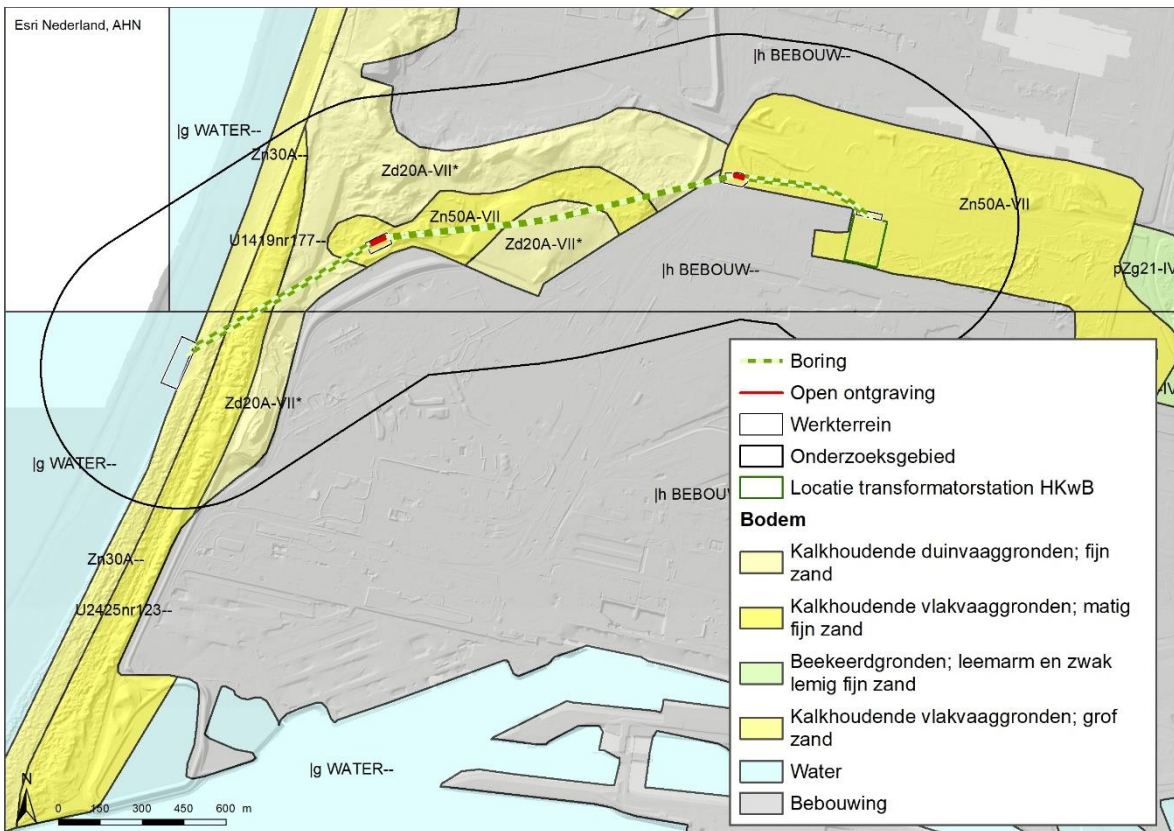 Esri Nederland, AHN
|h BEBOUW--
|h BEBOUW--
|g WATER--
Zn30A--
Zd20A-VII*
Zn50A-VII
Zn50A-VII
U1419nr177--
Zd20A-VII*
|h BEBOUW--
pZg21-IV
Zd20A-VII*
|g WATER--
|h BEBOUW
Zn30A--
U2425nr123--
|g WATER--
N
0 150 300 450 600 m
Boring
Open ontgraving
Werkterrein
Onderzoeksgebied
Locatie transformatorstation HKwB
Bodem
Kalkhoudende duinvaaggronden; fijn
zand
Kalkhoudende vlakvaaggronden; matig
fijn zand
Beekeerdgronden; leemarm en zwak
lemig fijn zand
Kalkhoudende vlakvaaggronden; grof
zand
Water
Bebouwing